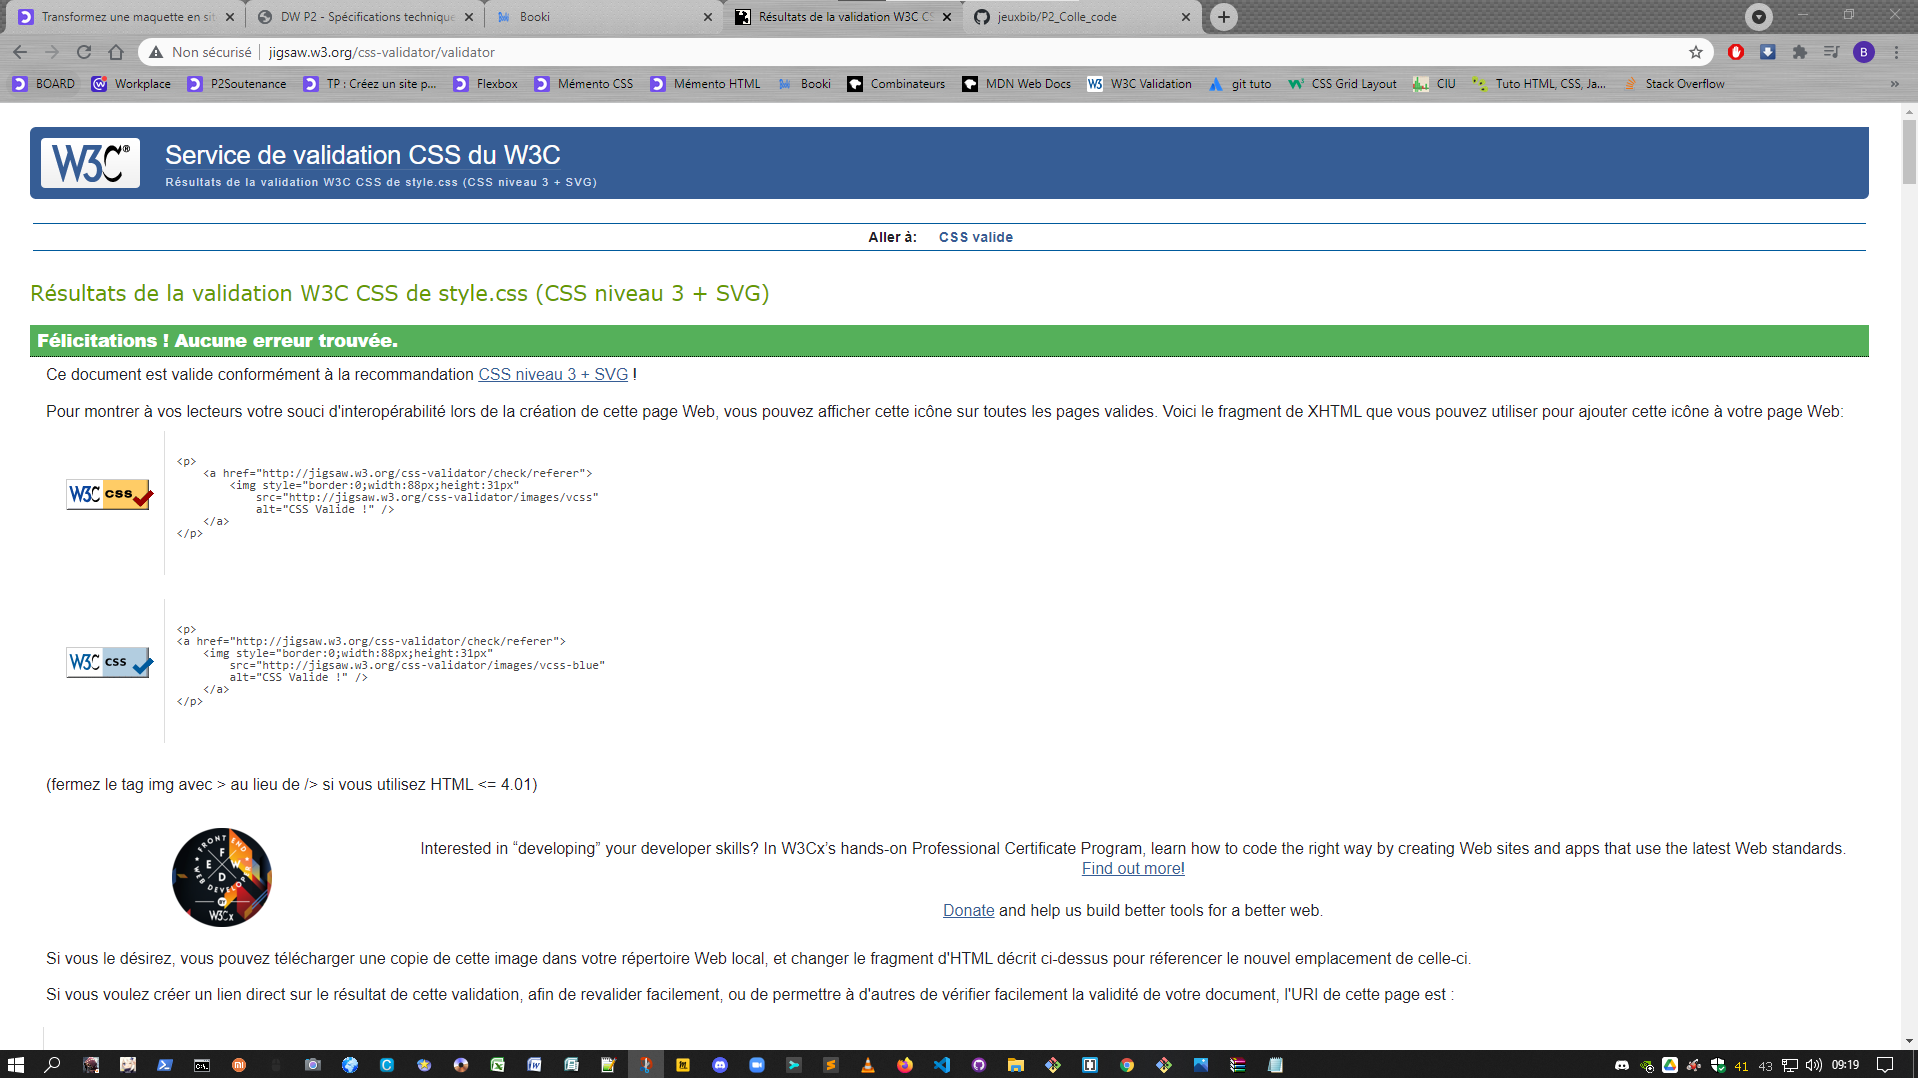 Transformez une maquette en sit
DW P2 - Spécifications technique
Booki
Résultats de la validation W3C CS
jeuxbib/P2_Colle_code
Non sécurisé
jigsaw.w3.org/css-validator/validator
B
BOARD
Workplace
P2Soutenance
TP : Créez un site p...
Flexbox
Mémento CSS
Mémento HTML
Booki
Combinateurs
MDN Web Docs
W3C Validation
git tuto
CSS Grid Layout
CIU
Tuto HTML, CSS, Ja...
Stack Overflow
»
W3C®
Service de validation CSS du W3C
Résultats de la validation W3C CSS de style.css (CSS niveau 3 + SVG)
Aller à: CSS valide
Résultats de la validation W3C CSS de style.css (CSS niveau 3 + SVG)
Félicitations ! Aucune erreur trouvée.
Ce document est valide conformément à la recommandation CSS niveau 3 + SVG !
Pour montrer à vos lecteurs votre souci d'interopérabilité lors de la création de cette page Web, vous pouvez afficher cette icône sur toutes les pages valides. Voici le fragment de XHTML que vous pouvez utiliser pour ajouter cette icône à votre page Web:
W3C css
<p>
<a href="http://jigsaw.w3.org/css-validator/check/referer">
<img style="border:0;width:88px;height:31px"
src="http://jigsaw.w3.org/css-validator/images/vcss"
alt="CSS Valide !" />
</a>
</p>
W3C css
<p>
<a href="http://jigsaw.w3.org/css-validator/check/referer">
<img style="border:0;width:88px;height:31px"
src="http://jigsaw.w3.org/css-validator/images/vcss-blue"
alt="CSS Valide !" />
</a>
</p>
(fermez le tag img avec > au lieu de /> si vous utilisez HTML <= 4.01)
FRONT END
F E W D
WEB DEVELOPER
BY
W3Cx
Interested in “developing” your developer skills? In W3Cx’s hands-on Professional Certificate Program, learn how to code the right way by creating Web sites and apps that use the latest Web standards.
Find out more!
Donate and help us build better tools for a better web.
Si vous le désirez, vous pouvez télécharger une copie de cette image dans votre répertoire Web local, et changer le fragment d'HTML décrit ci-dessus pour réferencer le nouvel emplacement de celle-ci.
Si vous voulez créer un lien direct sur le résultat de cette validation, afin de revalider facilement, ou de permettre à d'autres de vérifier facilement la validité de votre document, l'URI de cette page est :
41 43 09:19